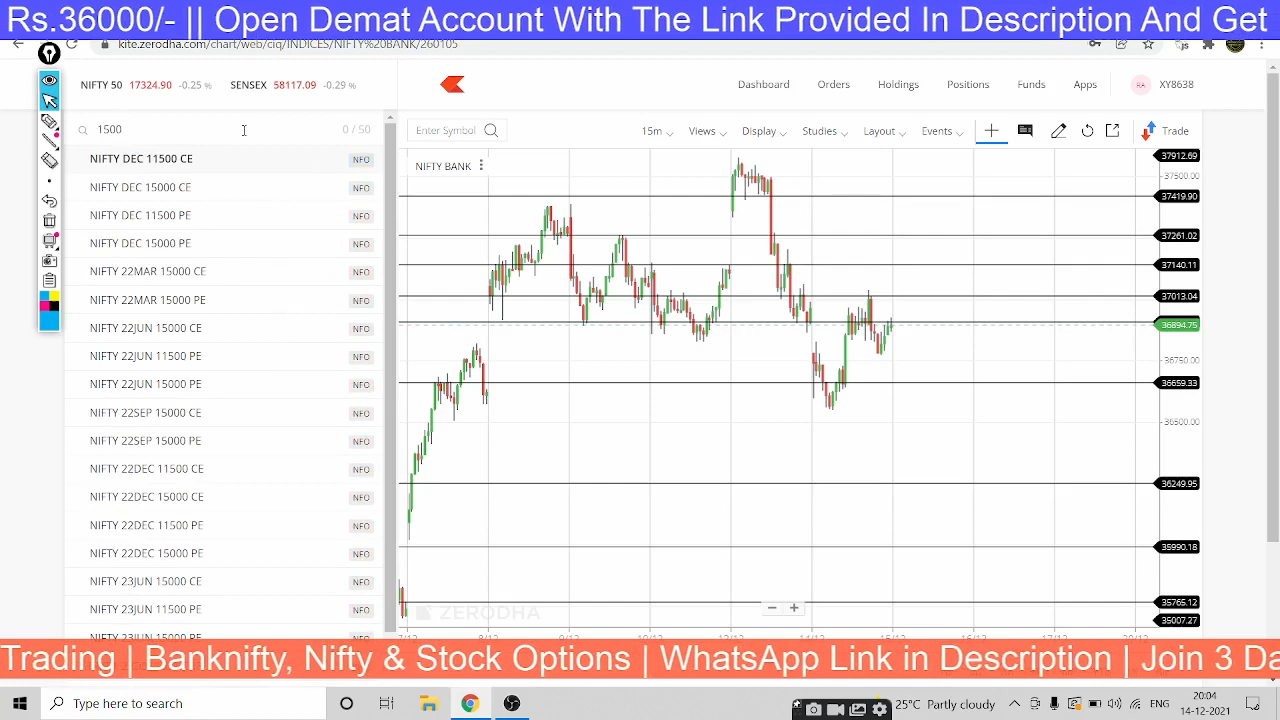 Rs.36000/- || Open Demat Account With The Link Provided In Description And Get
kite.zerodha.com/chart/web/ciq/INDICES/NIFTY%20BANK/260105
NIFTY 50 17324.90 -0.25 %
SENSEX 58117.09 -0.29 %
Dashboard Orders Holdings Positions Funds Apps RA XY8638
1500 0 / 50
Enter Symbol 15m Views Display Studies Layout Events Trade
NIFTY BANK
NIFTY DEC 11500 CE NFO
NIFTY DEC 15000 CE NFO
NIFTY DEC 11500 PE NFO
NIFTY DEC 15000 PE NFO
NIFTY 22MAR 15000 CE NFO
NIFTY 22MAR 15000 PE NFO
NIFTY 22JUN 15000 CE NFO
NIFTY 22JUN 11500 PE NFO
NIFTY 22JUN 15000 PE NFO
NIFTY 22SEP 15000 CE NFO
NIFTY 22SEP 15000 PE NFO
NIFTY 22DEC 11500 CE NFO
NIFTY 22DEC 15000 CE NFO
NIFTY 22DEC 11500 PE NFO
NIFTY 22DEC 15000 PE NFO
NIFTY 23JUN 15000 CE NFO
NIFTY 23JUN 11500 PE NFO
37912.69
37500.00
37419.90
37261.02
37140.11
37013.04
36894.75
36750.00
36659.33
36500.00
36249.95
35990.18
35765.12
35007.27
ZERODHA
Trading | Banknifty, Nifty & Stock Options | WhatsApp Link in Description | Join 3 Da
Type here to search
25°C Partly cloudy
ENG
20:04
14-12-2021